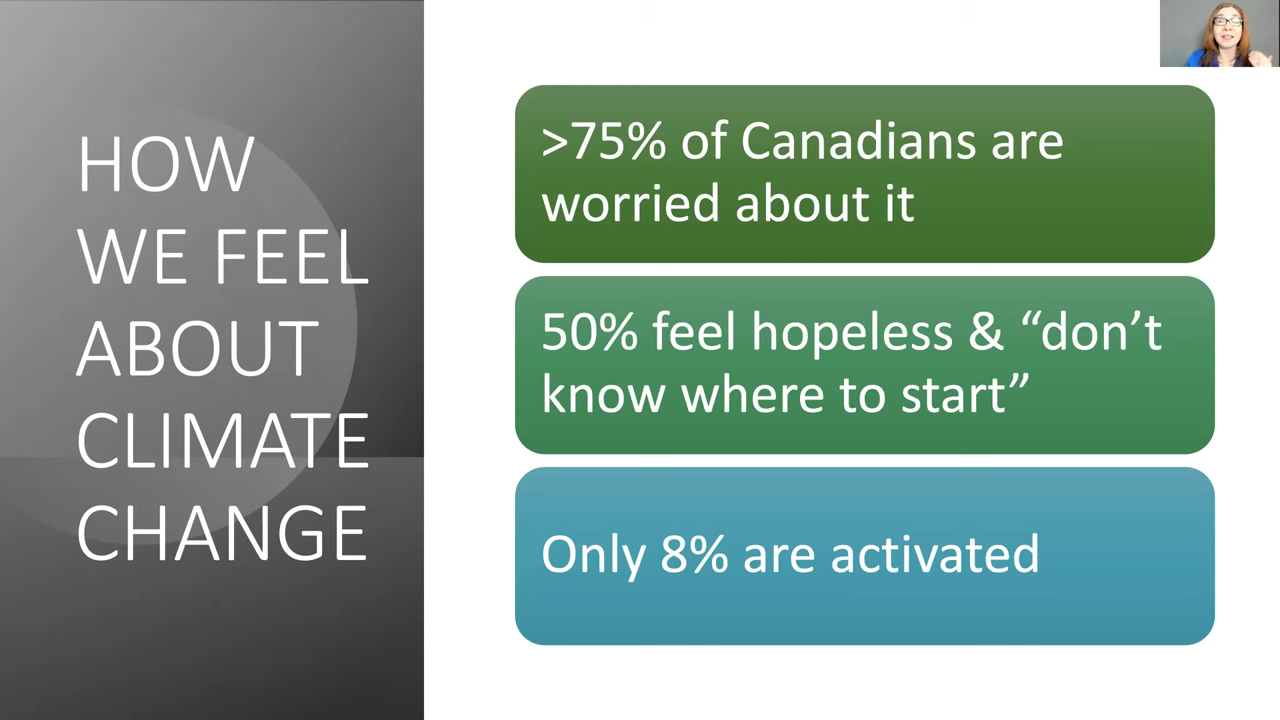 HOW
WE FEEL
ABOUT
CLIMATE
CHANGE
>75% of Canadians are
worried about it
50% feel hopeless & “don’t
know where to start”
Only 8% are activated